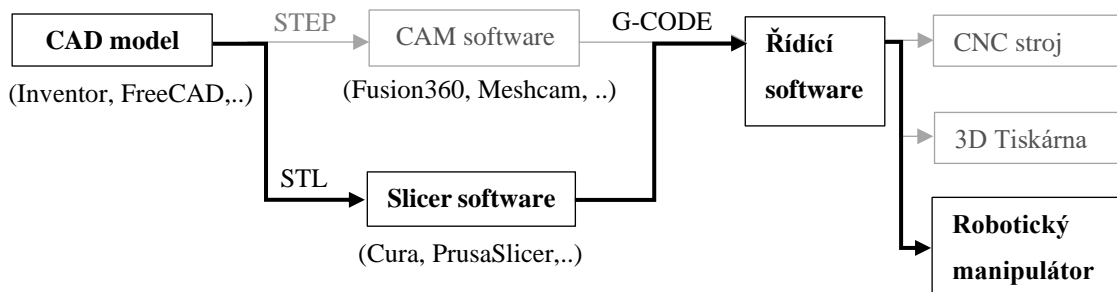 STEP
G-CODE
CAD model
CAM software
Řídící
software
CNC stroj
(Inventor, FreeCAD,..)
(Fusion360, Meshcam, ..)
3D Tiskárna
STL
Slicer software
(Cura, PrusaSlicer,..)
Robotický
manipulátor